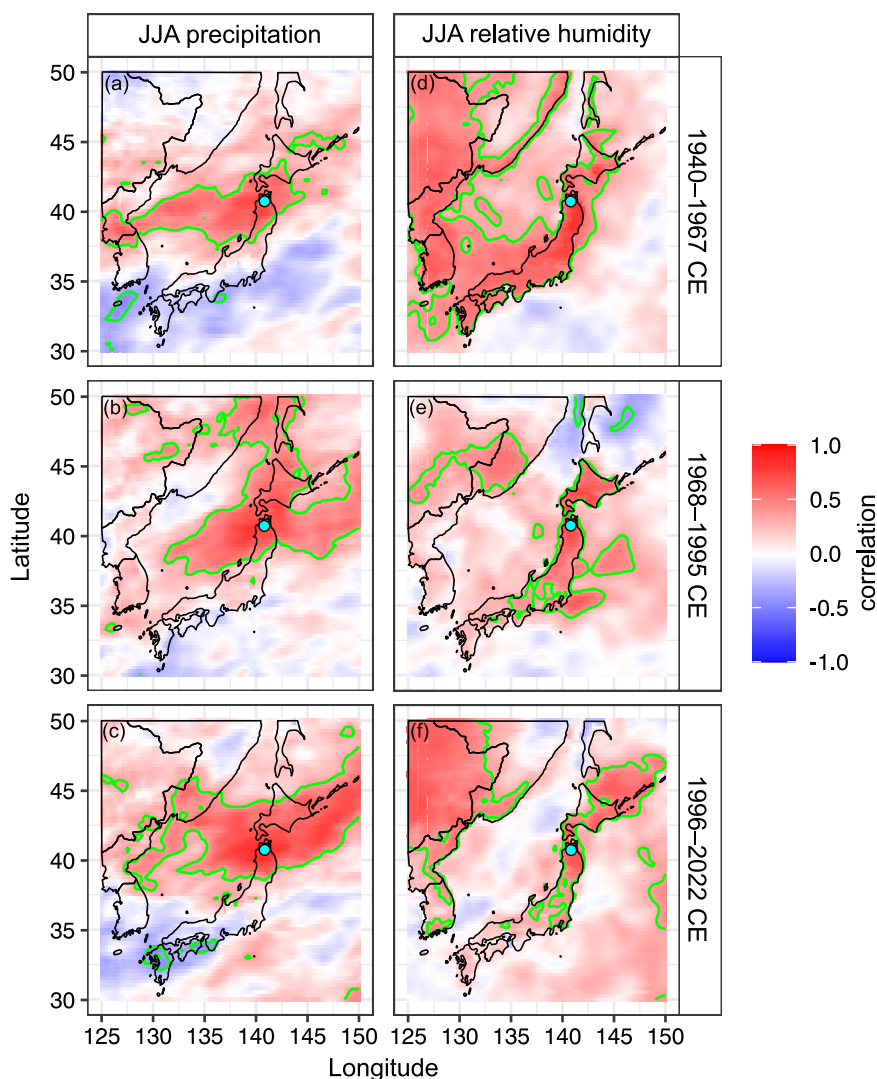 JJA precipitation
JJA relative humidity
(a)
(d)
50
45
40
35
30
1940–1967 CE
(b)
(e)
50
45
40
35
30
1968–1995 CE
(c)
(f)
50
45
40
35
30
1996–2022 CE
125 130 135 140 145 150
125 130 135 140 145 150
Longitude
Latitude
1.0
0.5
0.0
-0.5
-1.0
correlation